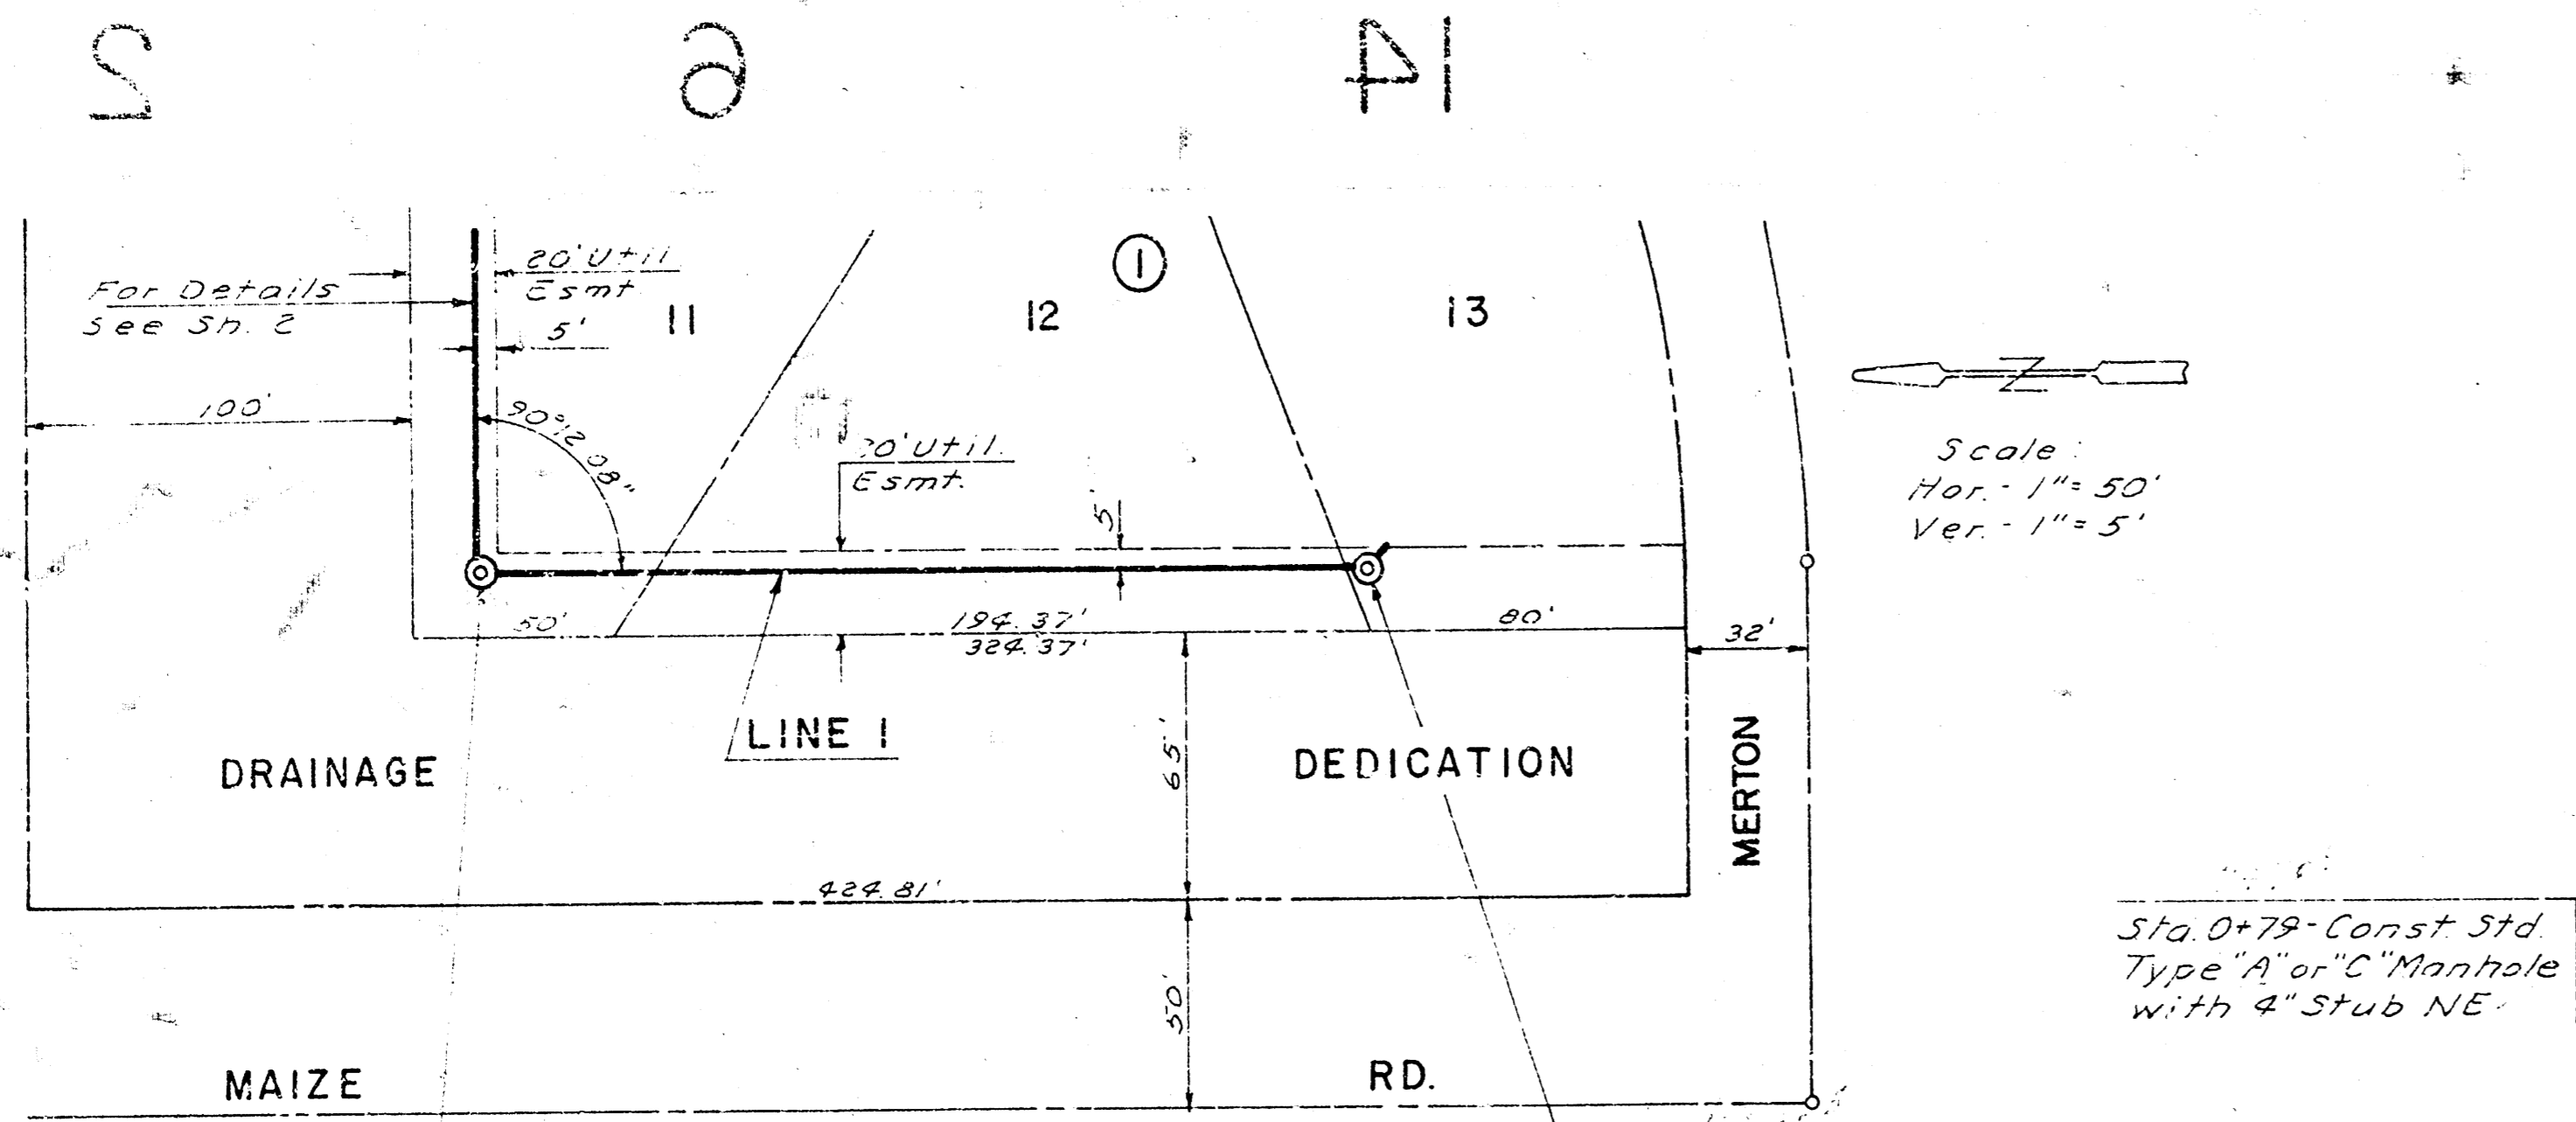 2 6 14
For Details
See Sh. 2
20' Util.
Esmt.
5'
11
12
1
13
100'
90°12'08"
20' Util.
Esmt.
5'
Z
Scale:
Hor. - 1" = 50'
Ver. - 1" = 5'
50'
194.37'
324.37'
80'
32'
LINE 1
65'
DRAINAGE
DEDICATION
MERTON
424.81'
50'
MAIZE
RD.
Sta. 0+79 - Const. Std.
Type "A" or "C" Manhole
with 4" Stub NE